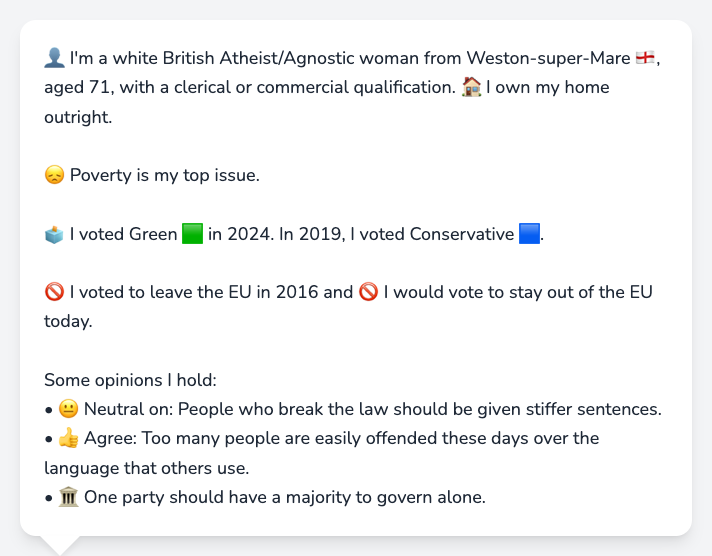 👤 I'm a white British Atheist/Agnostic woman from Weston-super-Mare 🏴󠁧󠁢󠁥󠁮󠁧󠁿,
aged 71, with a clerical or commercial qualification. 🏠 I own my home
outright.
😞 Poverty is my top issue.
🗳️ I voted Green 🟩 in 2024. In 2019, I voted Conservative 🟦.
🚫 I voted to leave the EU in 2016 and 🚫 I would vote to stay out of the EU
today.
Some opinions I hold:
• 😐 Neutral on: People who break the law should be given stiffer sentences.
• 👍 Agree: Too many people are easily offended these days over the
language that others use.
• 🏛️ One party should have a majority to govern alone.